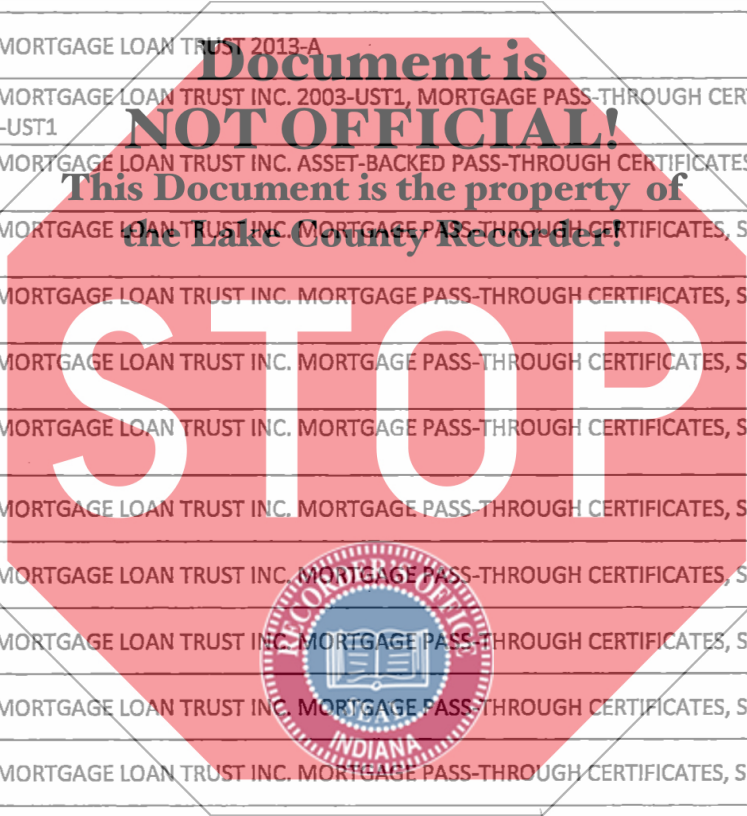 MORTGAGE LOAN TRUST 2013-A
Document is
MORTGAGE LOAN TRUST INC. 2003-UST1, MORTGAGE PASS-THROUGH CER
-UST1
NOT OFFICIAL!
MORTGAGE LOAN TRUST INC. ASSET-BACKED PASS-THROUGH CERTIFICATES
This Document is the property of
MORTGAGE LOAN TRUST INC. MORTGAGE PASS-THROUGH CERTIFICATES, S
the Lake County Recorder!
MORTGAGE LOAN TRUST INC. MORTGAGE PASS-THROUGH CERTIFICATES, S
MORTGAGE LOAN TRUST INC. MORTGAGE PASS-THROUGH CERTIFICATES, S
STOP
MORTGAGE LOAN TRUST INC. MORTGAGE PASS-THROUGH CERTIFICATES, S
MORTGAGE LOAN TRUST INC. MORTGAGE PASS-THROUGH CERTIFICATES, S
MORTGAGE LOAN TRUST INC. MORTGAGE PASS-THROUGH CERTIFICATES, S
RECORDER'S OFFICE
MORTGAGE LOAN TRUST INC. MORTGAGE PASS-THROUGH CERTIFICATES, S
MORTGAGE LOAN TRUST INC. MORTGAGE PASS-THROUGH CERTIFICATES, S
SEAL
INDIANA
MORTGAGE LOAN TRUST INC. MORTGAGE PASS-THROUGH CERTIFICATES, S